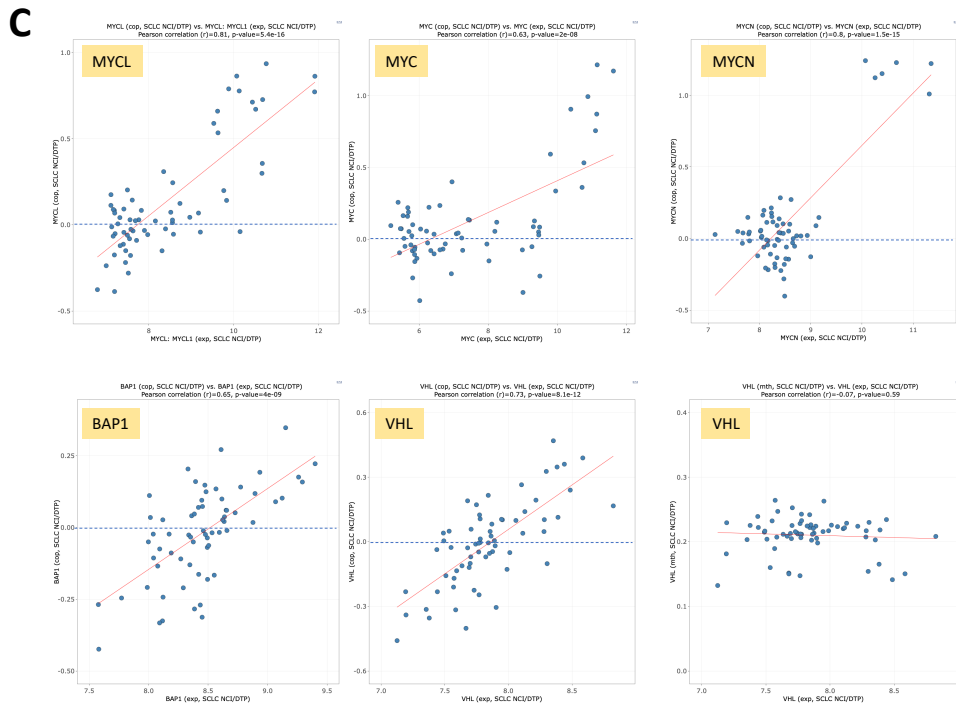 C
MYCL (cop, SCLC NCI/DTP) vs. MYCL: MYCL1 (exp, SCLC NCI/DTP)
Pearson correlation (r)=0.81, p-value=5.4e-16
MYCL
1.0
0.5
0.0
-0.5
MYCL (cop, SCLC NCI/DTP)
8
10
12
MYCL: MYCL1 (exp, SCLC NCI/DTP)
MYC (cop, SCLC NCI/DTP) vs. MYC (exp, SCLC NCI/DTP)
Pearson correlation (r)=0.63, p-value=2e-08
MYC
1.0
0.5
0.0
-0.5
MYC (cop, SCLC NCI/DTP)
6
8
10
12
MYC (exp, SCLC NCI/DTP)
MYCN (cop, SCLC NCI/DTP) vs. MYCN (exp, SCLC NCI/DTP)
Pearson correlation (r)=0.8, p-value=1.5e-15
MYCN
1.0
0.5
0.0
-0.5
MYCN (cop, SCLC NCI/DTP)
7
8
9
10
11
MYCN (exp, SCLC NCI/DTP)
BAP1 (cop, SCLC NCI/DTP) vs. BAP1 (exp, SCLC NCI/DTP)
Pearson correlation (r)=0.65, p-value=4e-09
BAP1
0.25
0.00
-0.25
-0.50
BAP1 (cop, SCLC NCI/DTP)
7.5
8.0
8.5
9.0
9.5
BAP1 (exp, SCLC NCI/DTP)
VHL (cop, SCLC NCI/DTP) vs. VHL (exp, SCLC NCI/DTP)
Pearson correlation (r)=0.73, p-value=8.1e-12
VHL
0.6
0.3
0.0
-0.3
-0.6
VHL (cop, SCLC NCI/DTP)
7.0
7.5
8.0
8.5
VHL (exp, SCLC NCI/DTP)
VHL (mth, SCLC NCI/DTP) vs. VHL (exp, SCLC NCI/DTP)
Pearson correlation (r)=-0.07, p-value=0.59
VHL
0.4
0.3
0.2
0.1
0.0
VHL (mth, SCLC NCI/DTP)
7.0
7.5
8.0
8.5
9.0
VHL (exp, SCLC NCI/DTP)